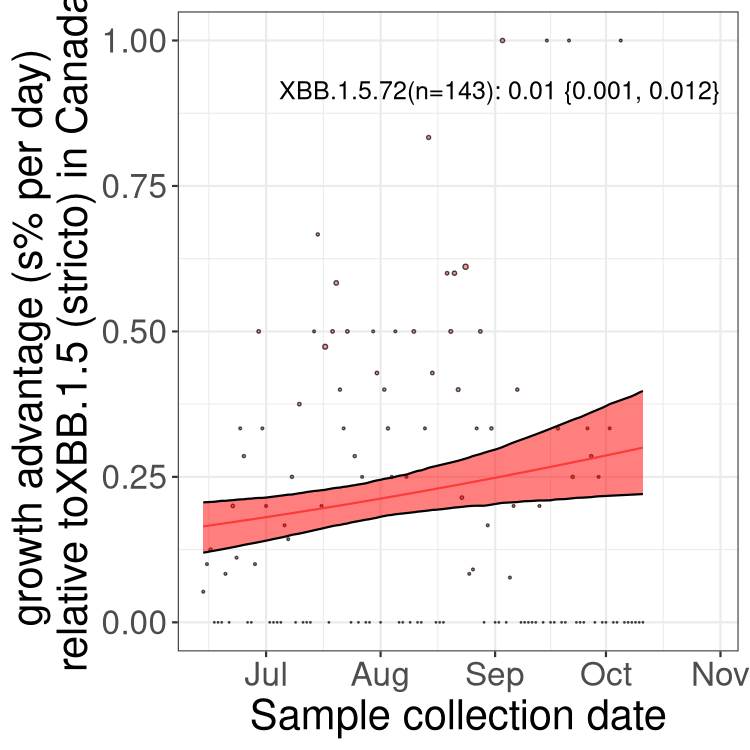 growth advantage (s% per day)
relative toXBB.1.5 (stricto) in Canada
1.00
0.75
0.50
0.25
0.00
XBB.1.5.72(n=143): 0.01 {0.001, 0.012}
Jul
Aug
Sep
Oct
Nov
Sample collection date